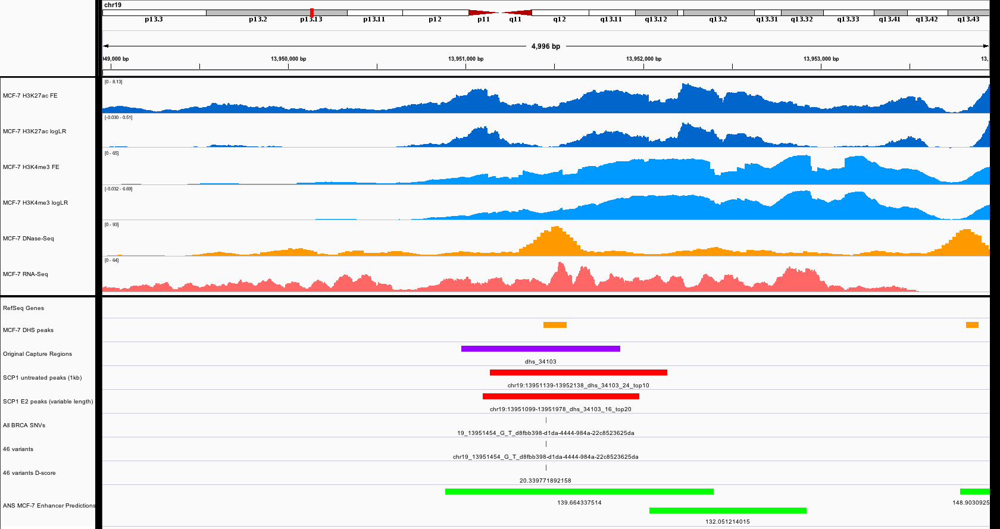 chr19
p13.3 p13.2 p13.13 p13.11 p12 p11 q11 q12 q13.11 q13.12 q13.2 q13.31 q13.32 q13.33 q13.41 q13.42 q13.43
4,996 bp
49,000 bp 13,950,000 bp 13,951,000 bp 13,952,000 bp 13,953,000 bp 13,
[0 - 8.13]
MCF-7 H3K27ac FE
[-0.030 - 0.51]
MCF-7 H3K27ac logLR
[0 - 65]
MCF-7 H3K4me3 FE
[-0.032 - 6.69]
MCF-7 H3K4me3 logLR
[0 - 93]
MCF-7 DNase-Seq
[0 - 64]
MCF-7 RNA-Seq
RefSeq Genes
MCF-7 DHS peaks
Original Capture Regions
dhs_34103
SCP1 untreated peaks (1kb)
chr19:13951139-13952138_dhs_34103_24_top10
SCP1 E2 peaks (variable length)
chr19:13951099-13951978_dhs_34103_16_top20
All BRCA SNVs
19_13951454_G_T_d8fbb398-d1da-4444-984a-22c8523625da
46 variants
chr19_13951454_G_T_d8fbb398-d1da-4444-984a-22c8523625da
46 variants D-score
20.339771892158
ANS MCF-7 Enhancer Predictions
139.664337514 148.9030925
132.051214015